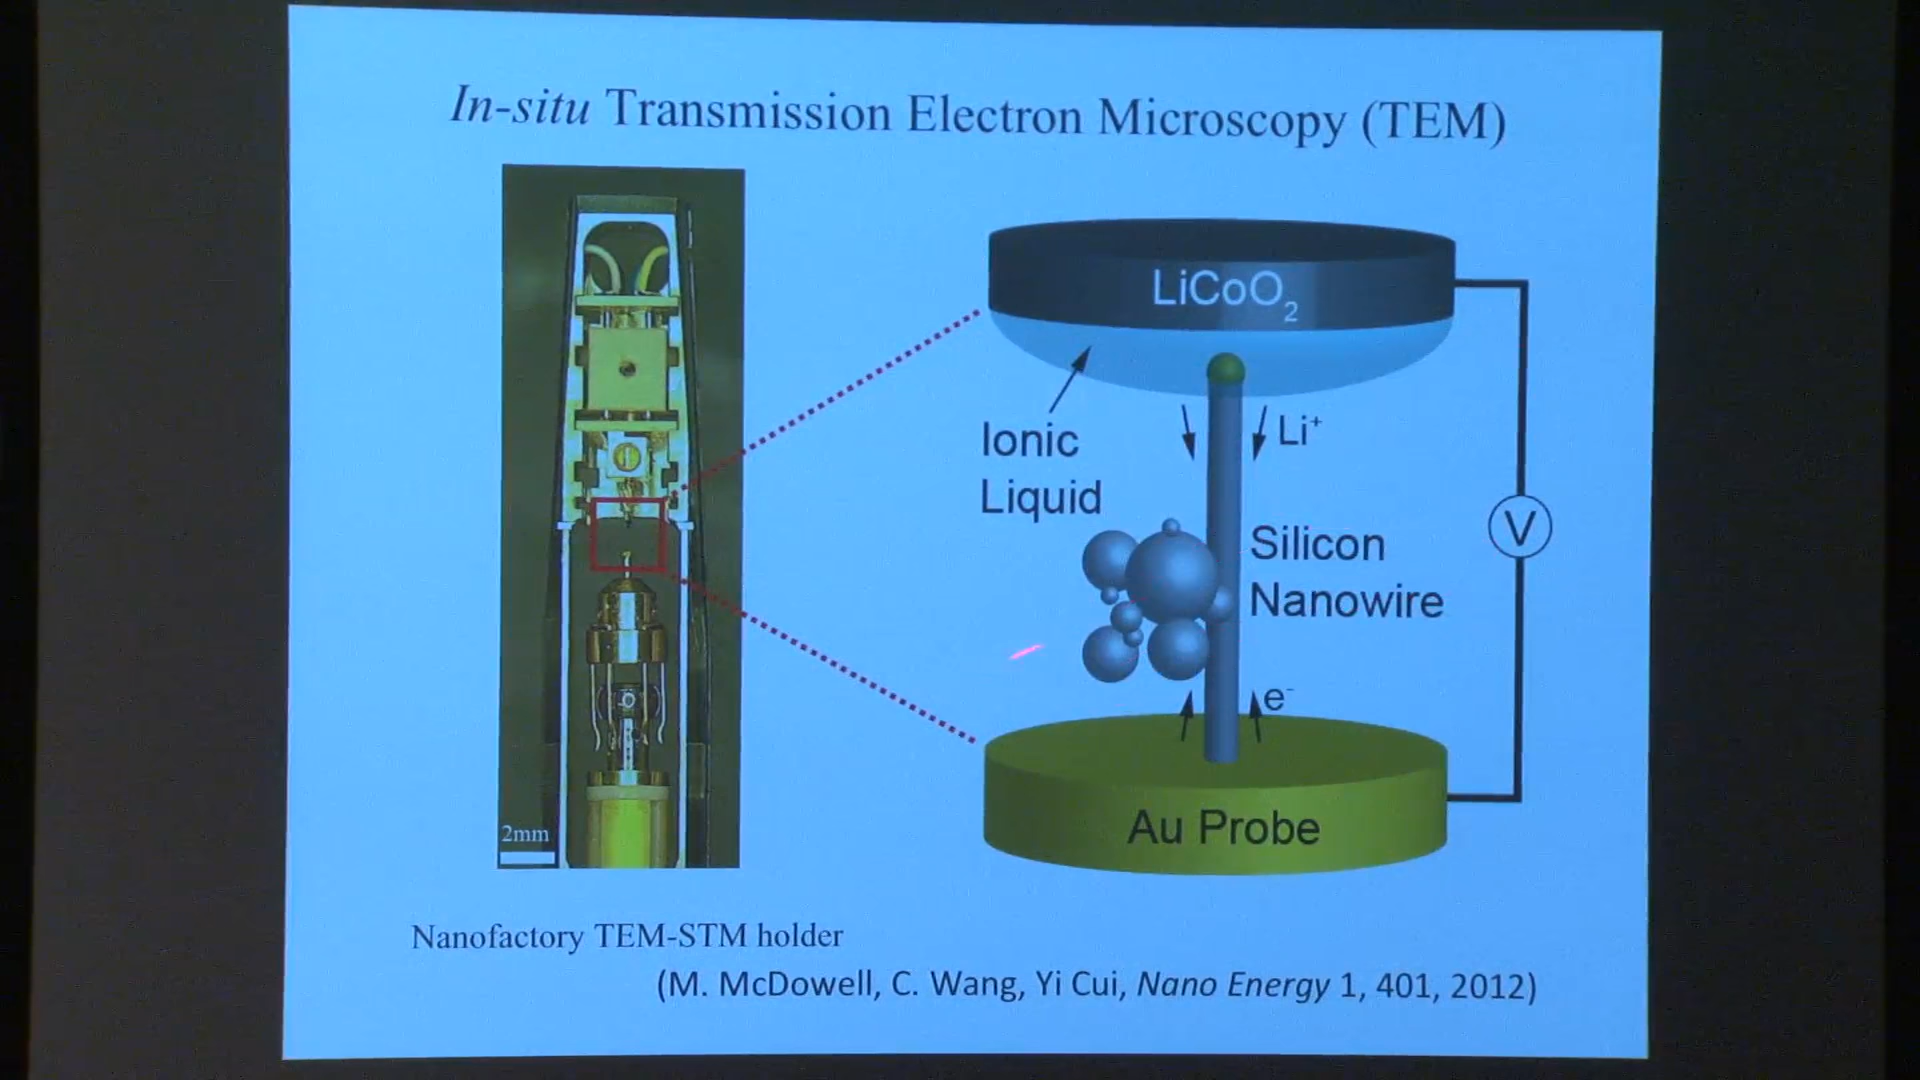 In-situ Transmission Electron Microscopy (TEM)
LiCoO₂
Ionic
Liquid
Li⁺
Silicon
Nanowire
V
e⁻
Au Probe
2mm
Nanofactory TEM-STM holder
(M. McDowell, C. Wang, Yi Cui, Nano Energy 1, 401, 2012)